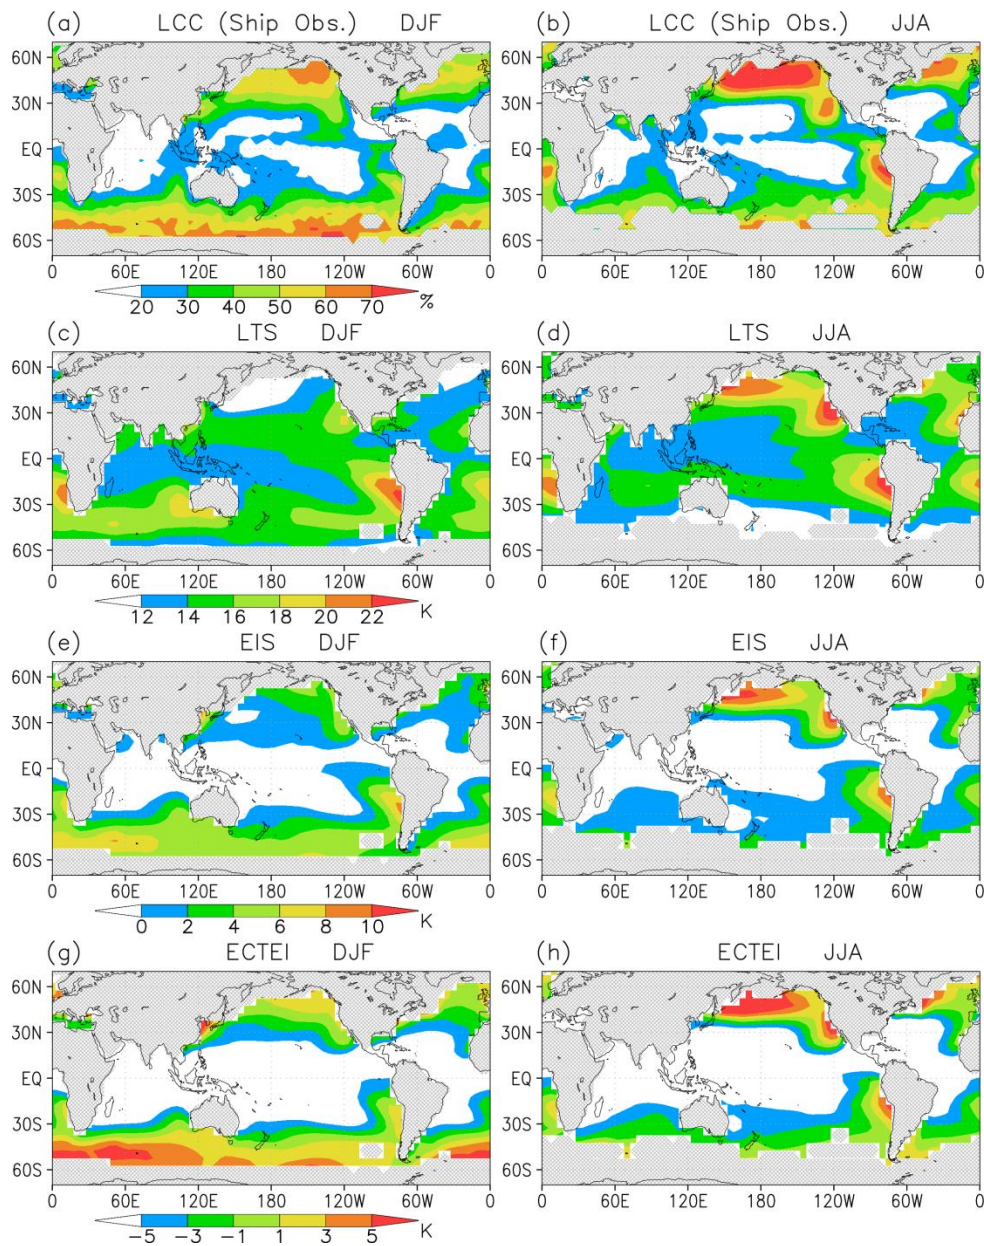 (a) LCC (Ship Obs.) DJF
(b) LCC (Ship Obs.) JJA
60N
30N
EQ
30S
60S
0 60E 120E 180 120W 60W 0
60N
30N
EQ
30S
60S
0 60E 120E 180 120W 60W 0
20 30 40 50 60 70 %
(c) LTS DJF
(d) LTS JJA
60N
30N
EQ
30S
60S
0 60E 120E 180 120W 60W 0
60N
30N
EQ
30S
60S
0 60E 120E 180 120W 60W 0
12 14 16 18 20 22 K
(e) EIS DJF
(f) EIS JJA
60N
30N
EQ
30S
60S
0 60E 120E 180 120W 60W 0
60N
30N
EQ
30S
60S
0 60E 120E 180 120W 60W 0
0 2 4 6 8 10 K
(g) ECTEI DJF
(h) ECTEI JJA
60N
30N
EQ
30S
60S
0 60E 120E 180 120W 60W 0
60N
30N
EQ
30S
60S
0 60E 120E 180 120W 60W 0
−5 −3 −1 1 3 5 K